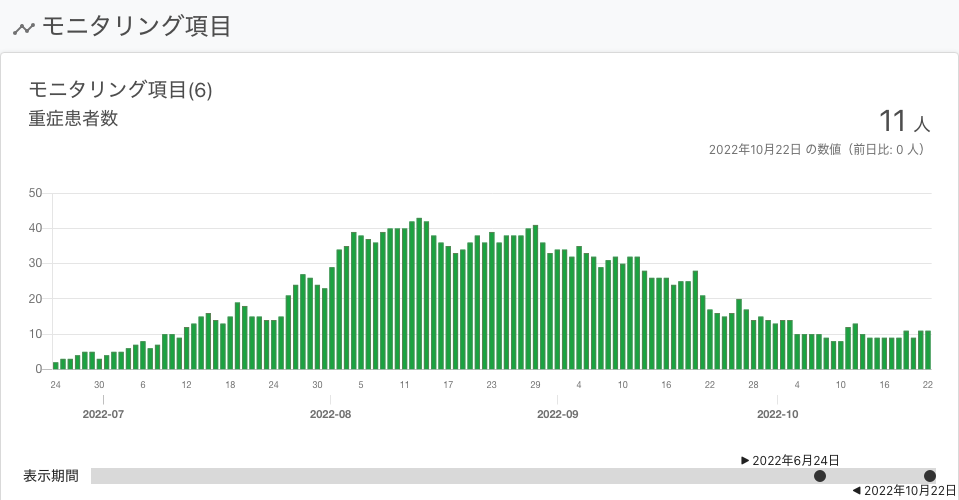 モニタリング項目
モニタリング項目(6)
重症患者数
11 人
2022年10月22日 の数値（前日比: 0 人）
50
40
30
20
10
0
24 30 6 12 18 24 30 5 11 17 23 29 4 10 16 22 28 4 10 16 22
2022-07 2022-08 2022-09 2022-10
▶ 2022年6月24日
表示期間
◀ 2022年10月22日